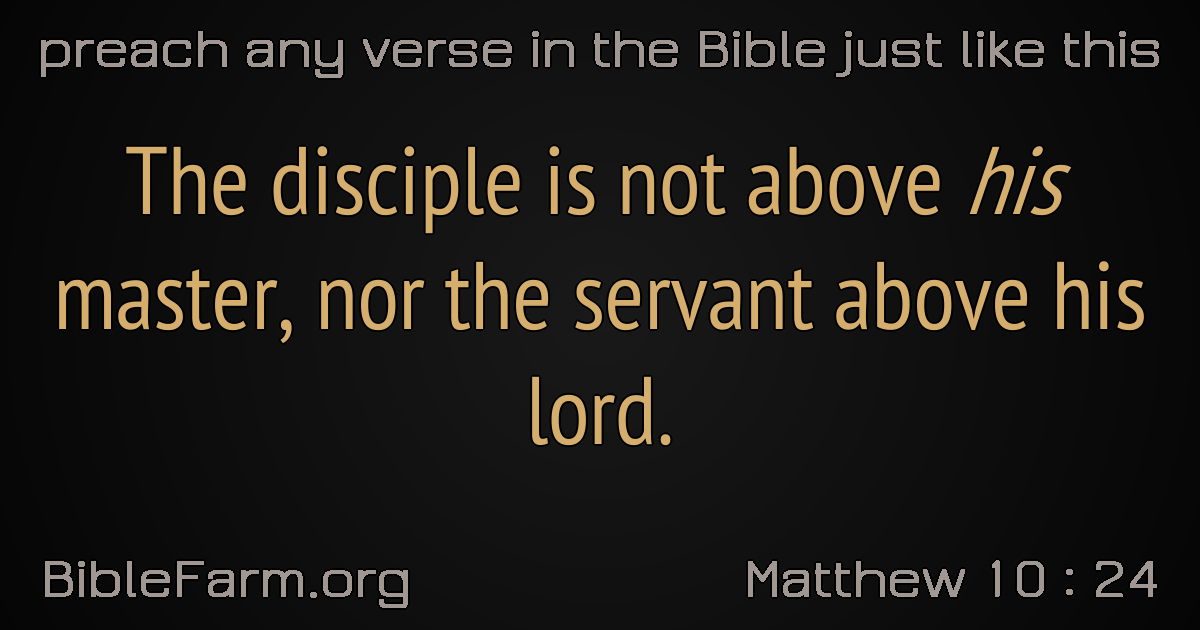 preach any verse in the Bible just like this
The disciple is not above his
master, nor the servant above his
lord.
BibleFarm.org
Matthew 10 : 24